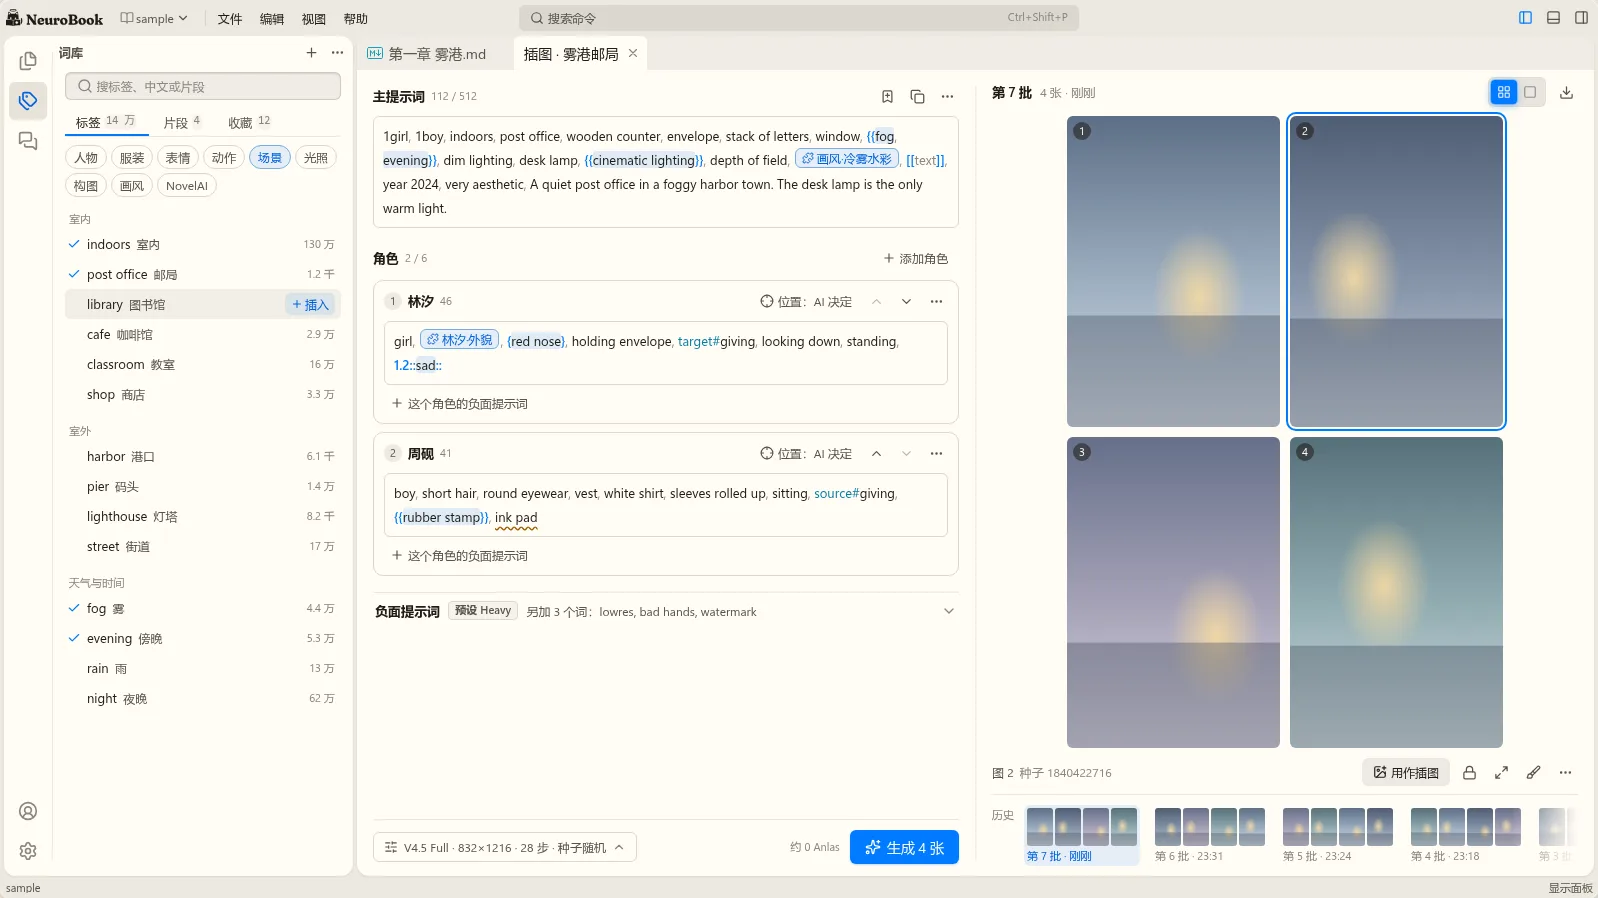 NeuroBook
sample
文件
编辑
视图
帮助
搜索命令
Ctrl+Shift+P
词库
搜标签、中文或片段
标签 14 万
片段 4
收藏 12
人物
服装
表情
动作
场景
光照
构图
画风
NovelAI
室内
indoors 室内 130 万
post office 邮局 1.2 千
library 图书馆 + 插入
cafe 咖啡馆 2.9 万
classroom 教室 16 万
shop 商店 3.3 万
室外
harbor 港口 6.1 千
pier 码头 1.4 万
lighthouse 灯塔 8.2 千
street 街道 17 万
天气与时间
fog 雾 4.4 万
evening 傍晚 5.3 万
rain 雨 13 万
night 夜晚 62 万
第一章 雾港.md
插图 · 雾港邮局
主提示词 112 / 512
1girl, 1boy, indoors, post office, wooden counter, envelope, stack of letters, window, {{fog,
evening}}, dim lighting, desk lamp, {{cinematic lighting}}, depth of field, 画风·冷雾水彩, [[text]],
year 2024, very aesthetic, A quiet post office in a foggy harbor town. The desk lamp is the only
warm light.
角色 2 / 6
+ 添加角色
1 林汐 46
位置：AI 决定
girl, 林汐·外貌, {red nose}, holding envelope, target#giving, looking down, standing,
1.2::sad::
+ 这个角色的负面提示词
2 周砚 41
位置：AI 决定
boy, short hair, round eyewear, vest, white shirt, sleeves rolled up, sitting, source#giving,
{{rubber stamp}}, ink pad
+ 这个角色的负面提示词
负面提示词 预设 Heavy 另加 3 个词：lowres, bad hands, watermark
V4.5 Full · 832×1216 · 28 步 · 种子随机
约 0 Anlas
生成 4 张
第 7 批 4 张 · 刚刚
1
2
3
4
图 2 种子 1840422716
用作插图
历史
第 7 批 · 刚刚
第 6 批 · 23:31
第 5 批 · 23:24
第 4 批 · 23:18
第 3 批
sample
显示面板